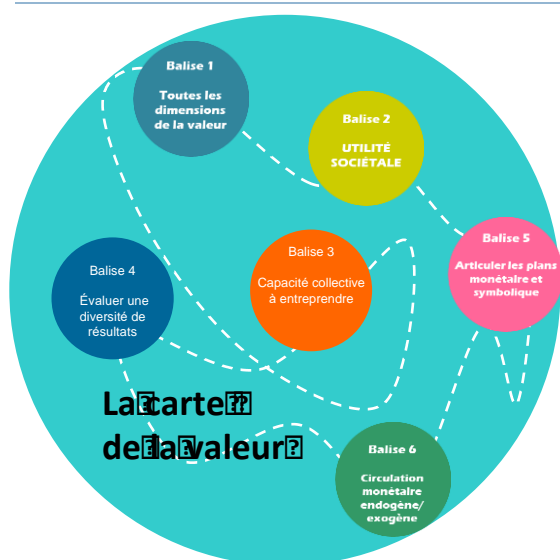 Balise 1
Toutes les
dimensions
de la valeur
Balise 2
UTILITÉ
SOCIÉTALE
Balise 3
Capacité collective
à entreprendre
Balise 4
Évaluer une
diversité de
résultats
Balise 5
Articuler les plans
monétaire et
symbolique
La carte
de la valeur
Balise 6
Circulation
monétaire
endogène/
exogène